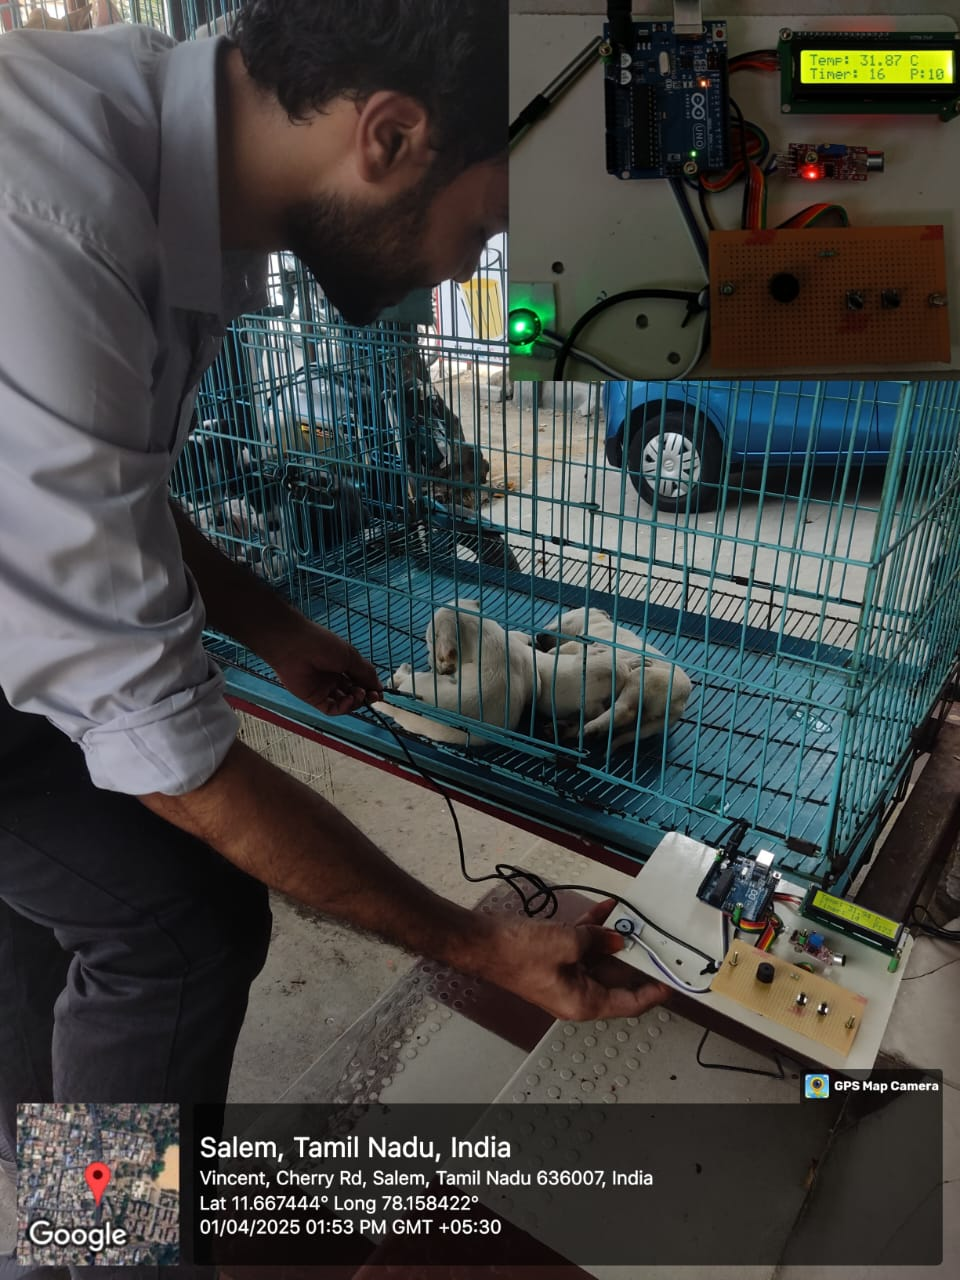 Temp: 31.87 C
Timer: 16 P:10
UNO
GPS Map Camera
Salem, Tamil Nadu, India
Vincent, Cherry Rd, Salem, Tamil Nadu 636007, India
Lat 11.667444° Long 78.158422°
01/04/2025 01:53 PM GMT +05:30
Google